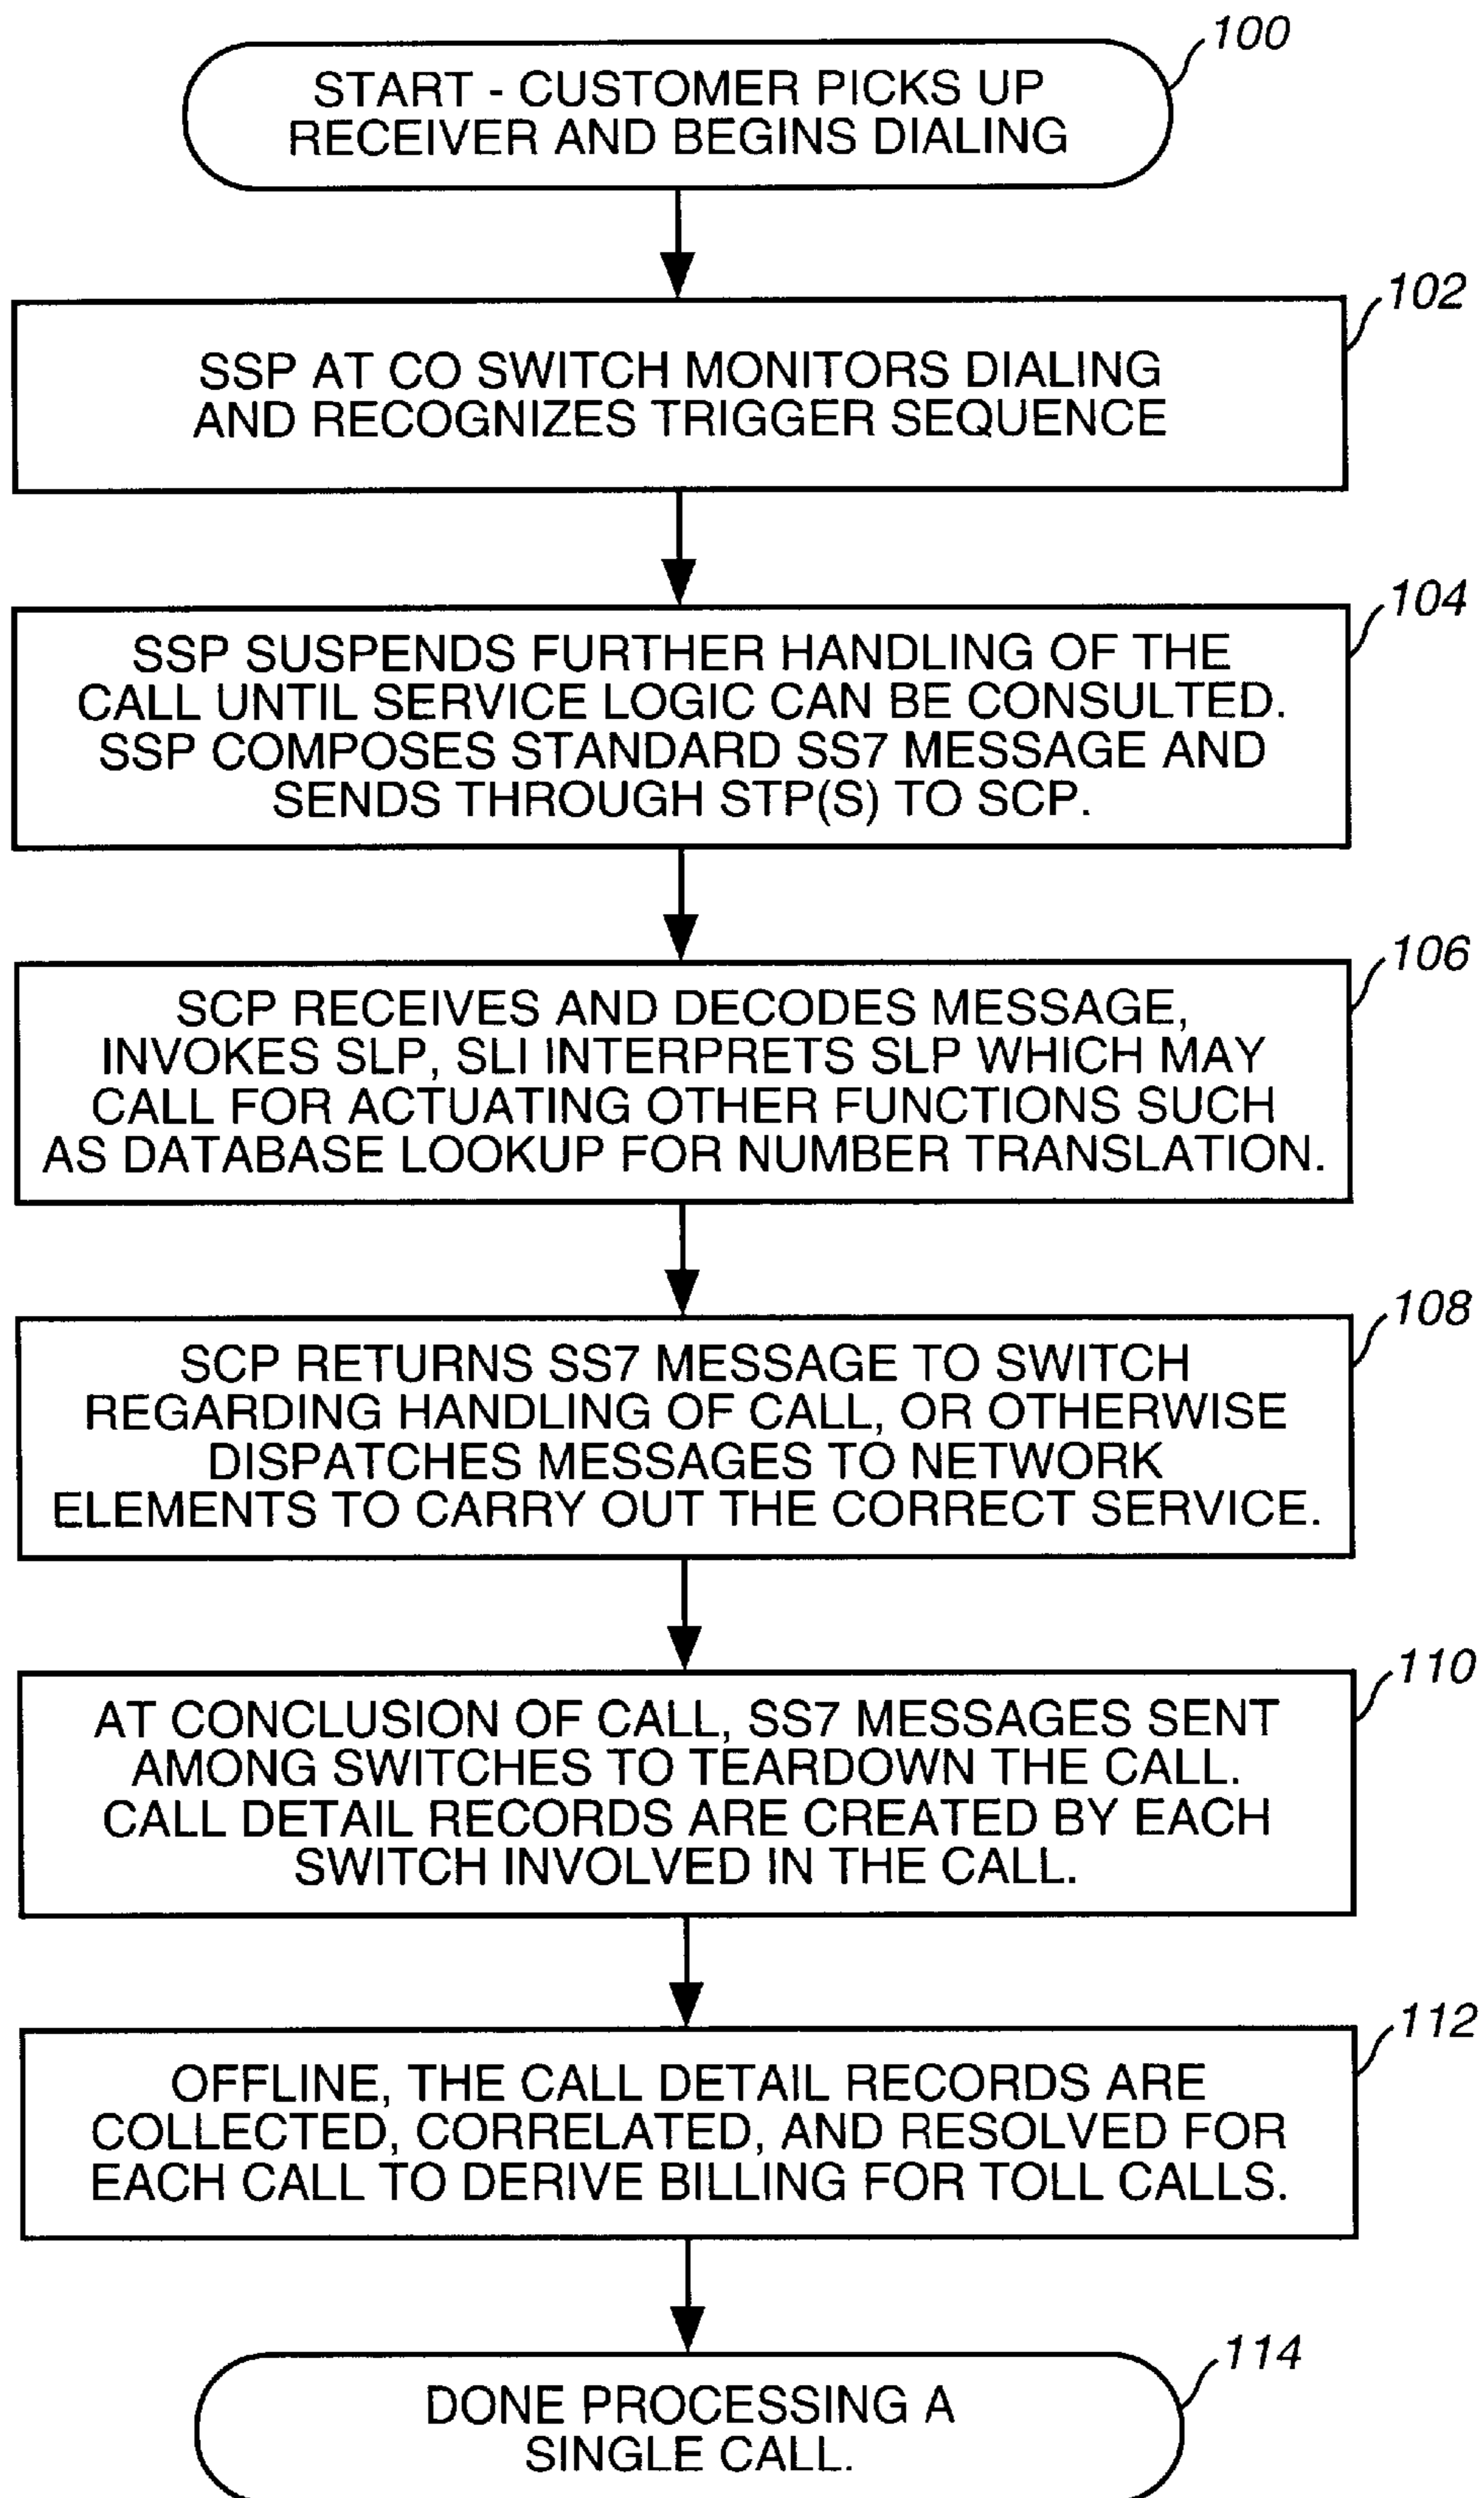 100
START - CUSTOMER PICKS UP
RECEIVER AND BEGINS DIALING
102
SSP AT CO SWITCH MONITORS DIALING
AND RECOGNIZES TRIGGER SEQUENCE
104
SSP SUSPENDS FURTHER HANDLING OF THE
CALL UNTIL SERVICE LOGIC CAN BE CONSULTED.
SSP COMPOSES STANDARD SS7 MESSAGE AND
SENDS THROUGH STP(S) TO SCP.
106
SCP RECEIVES AND DECODES MESSAGE,
INVOKES SLP, SLI INTERPRETS SLP WHICH MAY
CALL FOR ACTUATING OTHER FUNCTIONS SUCH
AS DATABASE LOOKUP FOR NUMBER TRANSLATION.
108
SCP RETURNS SS7 MESSAGE TO SWITCH
REGARDING HANDLING OF CALL, OR OTHERWISE
DISPATCHES MESSAGES TO NETWORK
ELEMENTS TO CARRY OUT THE CORRECT SERVICE.
110
AT CONCLUSION OF CALL, SS7 MESSAGES SENT
AMONG SWITCHES TO TEARDOWN THE CALL.
CALL DETAIL RECORDS ARE CREATED BY EACH
SWITCH INVOLVED IN THE CALL.
112
OFFLINE, THE CALL DETAIL RECORDS ARE
COLLECTED, CORRELATED, AND RESOLVED FOR
EACH CALL TO DERIVE BILLING FOR TOLL CALLS.
114
DONE PROCESSING A
SINGLE CALL.